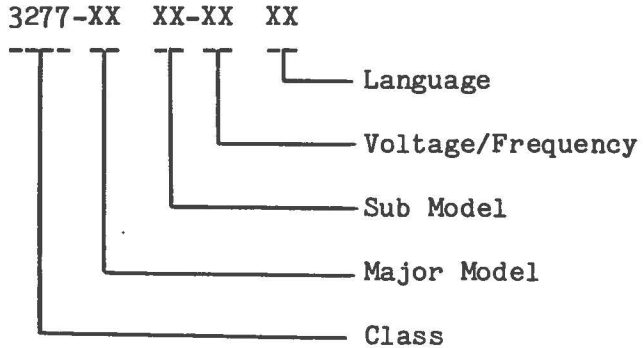 3277-XX XX-XX XX
Language
Voltage/Frequency
Sub Model
Major Model
Class